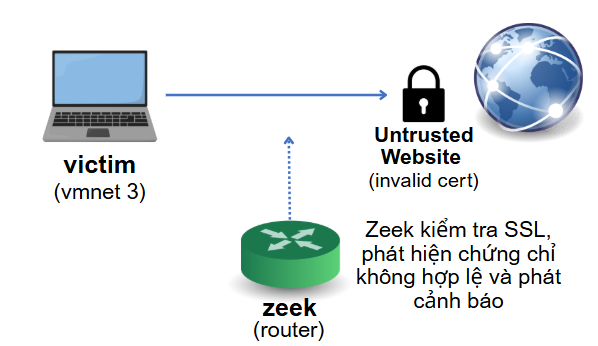 victim
(vmnet 3)
Untrusted
Website
(invalid cert)
zeek
(router)
Zeek kiểm tra SSL,
phát hiện chứng chỉ
không hợp lệ và phát
cảnh báo